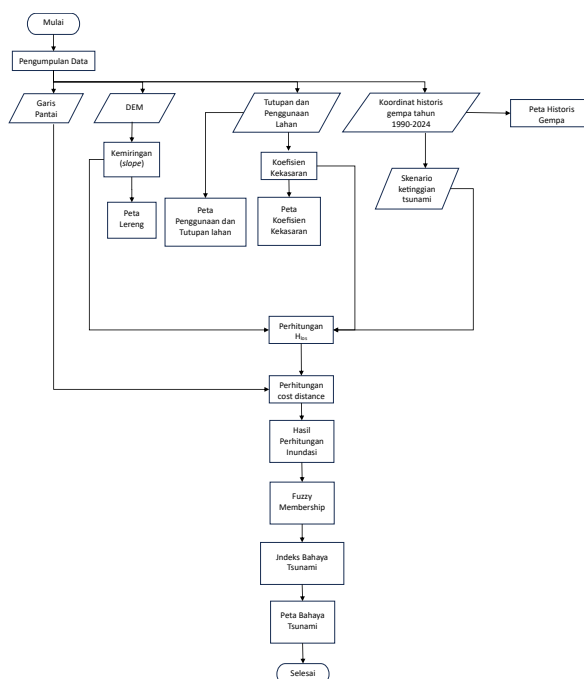 Mulai
Pengumpulan Data
Garis
Pantai
DEM
Tutupan dan
Penggunaan
Lahan
Koordinat historis
gempa tahun
1990-2024
Peta Historis
Gempa
Kemiringan
(slope)
Koefisien
Kekasaran
Skenario
ketinggian
tsunami
Peta
Lereng
Peta
Penggunaan dan
Tutupan lahan
Peta
Koefisien
Kekasaran
Perhitungan
Hloss
Perhitungan
cost distance
Hasil
Perhitungan
Inundasi
Fuzzy
Membership
Jndeks Bahaya
Tsunami
Peta Bahaya
Tsunami
Selesai